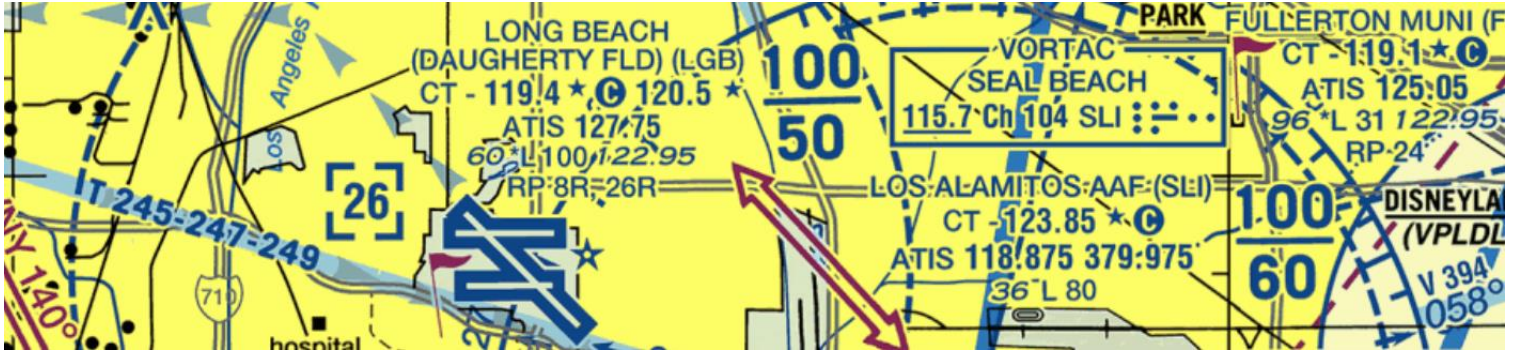 LONG BEACH
(DAUGHERTY FLD) (LGB)
CT - 119.4 ★ C 120.5 ★
ATIS 127.75
60 *L 100 122.95
RP 8R, 26R
26
T 245-247-249
710
hospital
140°
Los Angeles
100
50
VORTAC
SEAL BEACH
115.7 Ch 104 SLI
PARK
FULLERTON MUNI (F
CT - 119.1 ★ C
ATIS 125.05
96 *L 31 122.95
RP 24
LOS ALAMITOS AAF (SLI)
CT - 123.85 ★ C
ATIS 118.875 379.975
36 L 80
100
60
DISNEYLA
(VPLDL
V 394
058°